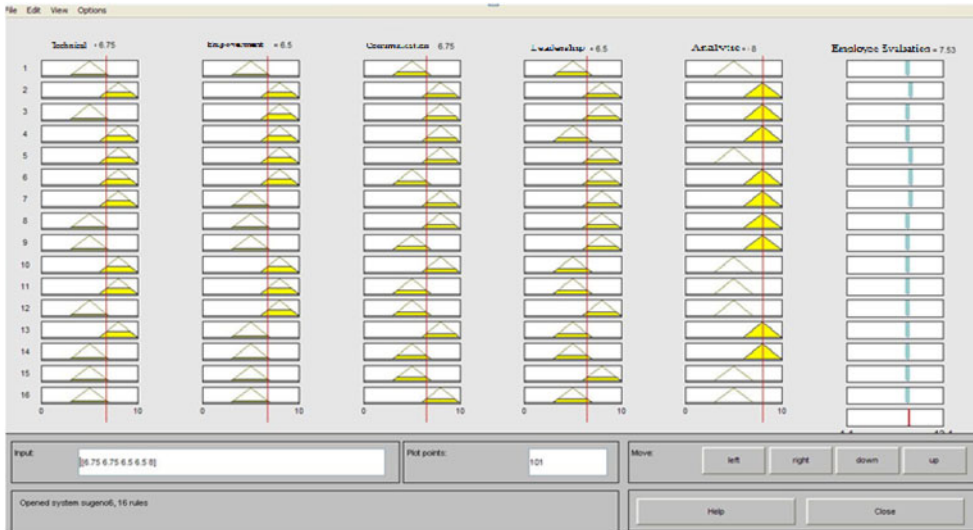 File Edit View Options
Technical = 6.75
Empowerment = 6.5
Communication 6.75
Leadership = 6.5
Analytic = 8
Employee Evaluation = 7.53
1
2
3
4
5
6
7
8
9
10
11
12
13
14
15
16
0 10
0 10
0 10
0 10
0 10
Input:
[[6.75 6.75 6.5 6.5 8]
Plot points:
101
Move:
left
right
down
up
Opened system sugeno6, 16 rules
Help
Close